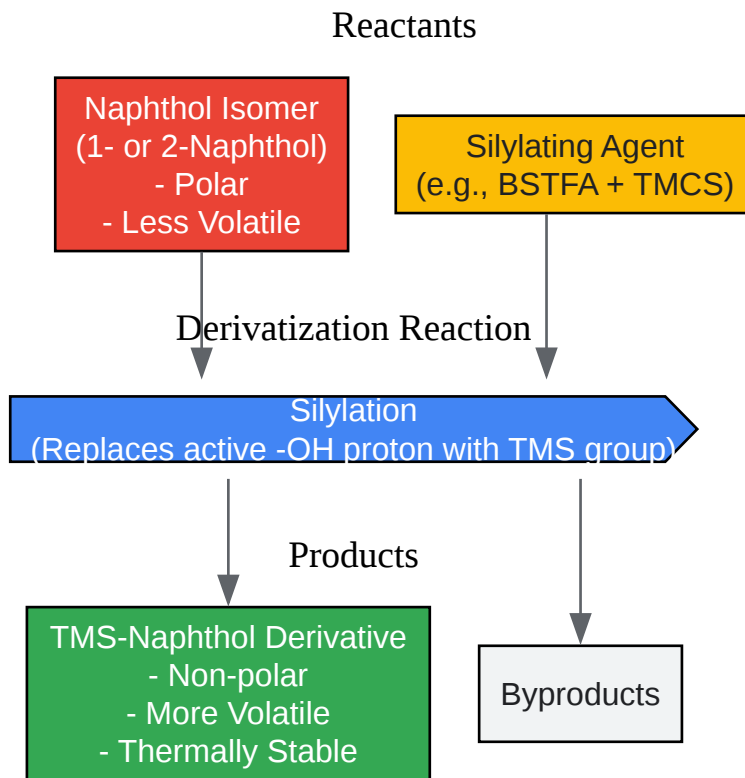 Reactants
Naphthol Isomer
(1- or 2-Naphthol)
- Polar
- Less Volatile
Silylating Agent
(e.g., BSTFA + TMCS)
Derivatization Reaction
Silylation
(Replaces active -OH proton with TMS group)
Products
TMS-Naphthol Derivative
- Non-polar
- More Volatile
- Thermally Stable
Byproducts